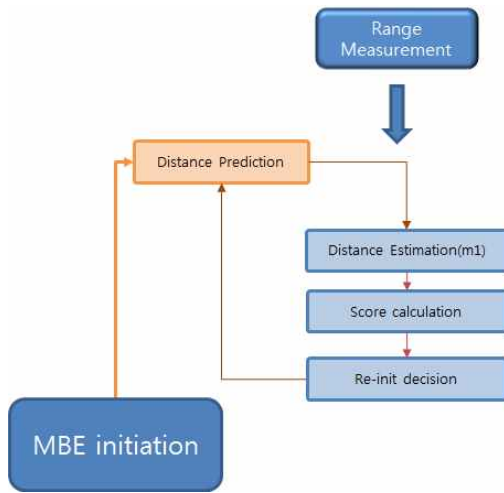 Range
Measurement
Distance Prediction
Distance Estimation(m1)
Score calculation
Re-init decision
MBE initiation